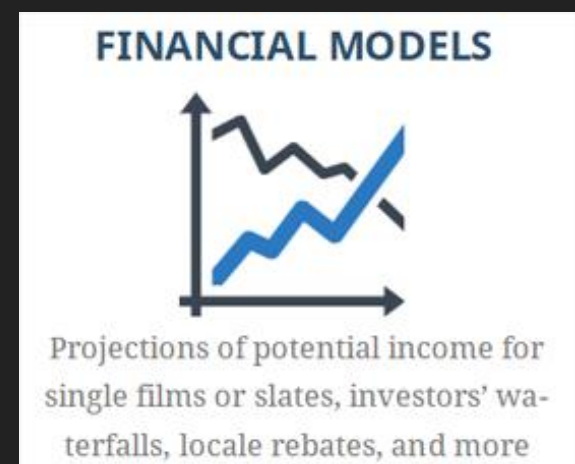 FINANCIAL MODELS
Projections of potential income for
single films or slates, investors’ wa-
terfalls, locale rebates, and more